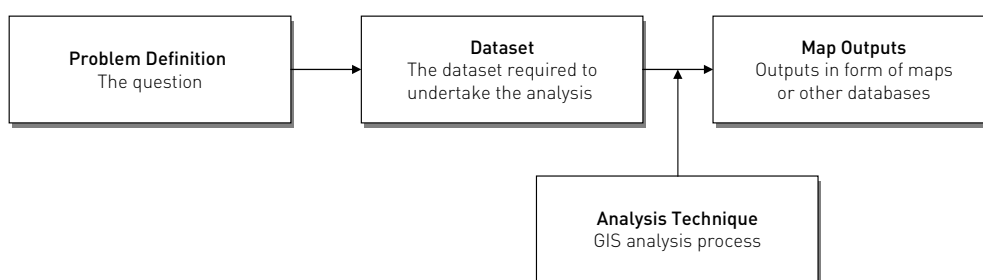 Problem Definition
The question
Dataset
The dataset required to
undertake the analysis
Map Outputs
Outputs in form of maps
or other databases
Analysis Technique
GIS analysis process